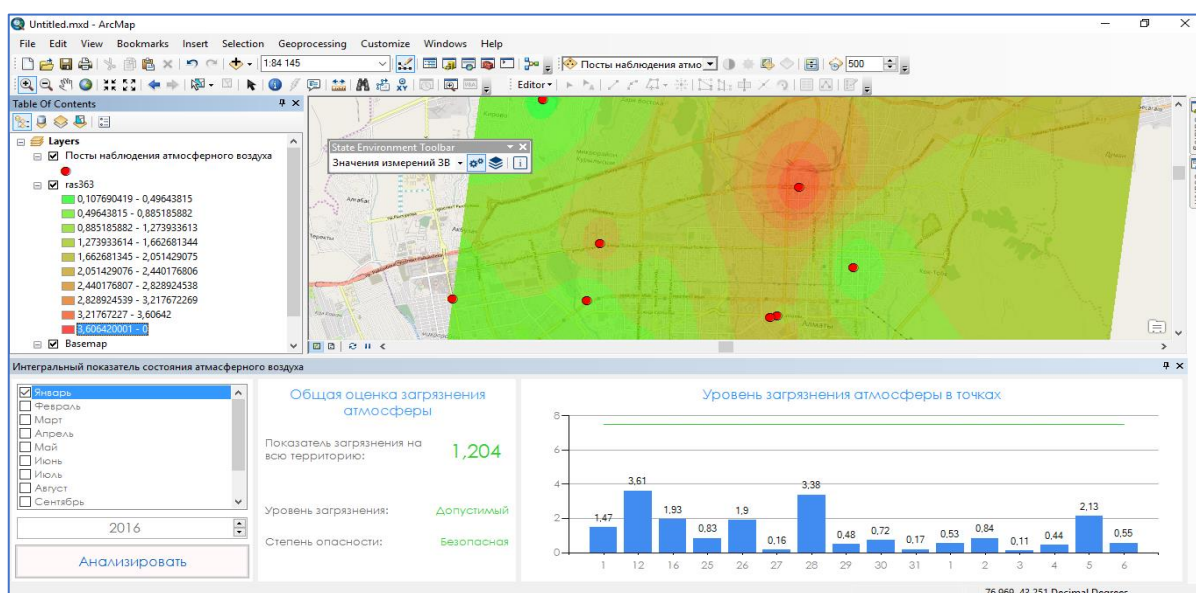 Untitled.mxd - ArcMap
File Edit View Bookmarks Insert Selection Geoprocessing Customize Windows Help
1:84 145
Посты наблюдения атмо
500
Editor
Table Of Contents
State Environment Toolbar
Значения измерений ЗВ
Layers
Посты наблюдения атмосферного воздуха
ras363
0,107690419 - 0,49643815
0,49643815 - 0,885185882
0,885185882 - 1,273933613
1,273933614 - 1,662681344
1,662681345 - 2,051429075
2,051429076 - 2,440176806
2,440176807 - 2,828924538
2,828924539 - 3,217672269
3,21767227 - 3,60642
3,606420001 - 0
Basemap
Алматы
Интегральный показатель состояния атмасферного воздуха
Январь
Февраль
Март
Апрель
Май
Июнь
Июль
Август
Сентябрь
2016
Анализировать
Общая оценка загрязнения
атмосферы
Показатель загрязнения на
всю территорию:
1,204
Уровень загрязнения: Допустимый
Степень опасности: Безопасная
Уровень загрязнения атмосферы в точках
8
6
4
2
0
1,47 3,61 1,93 0,83 1,9 0,16 3,38 0,48 0,72 0,17 0,53 0,84 0,11 0,44 2,13 0,55
1 12 16 25 26 27 28 29 30 31 1 2 3 4 5 6
76,969 43,251 Decimal Degrees